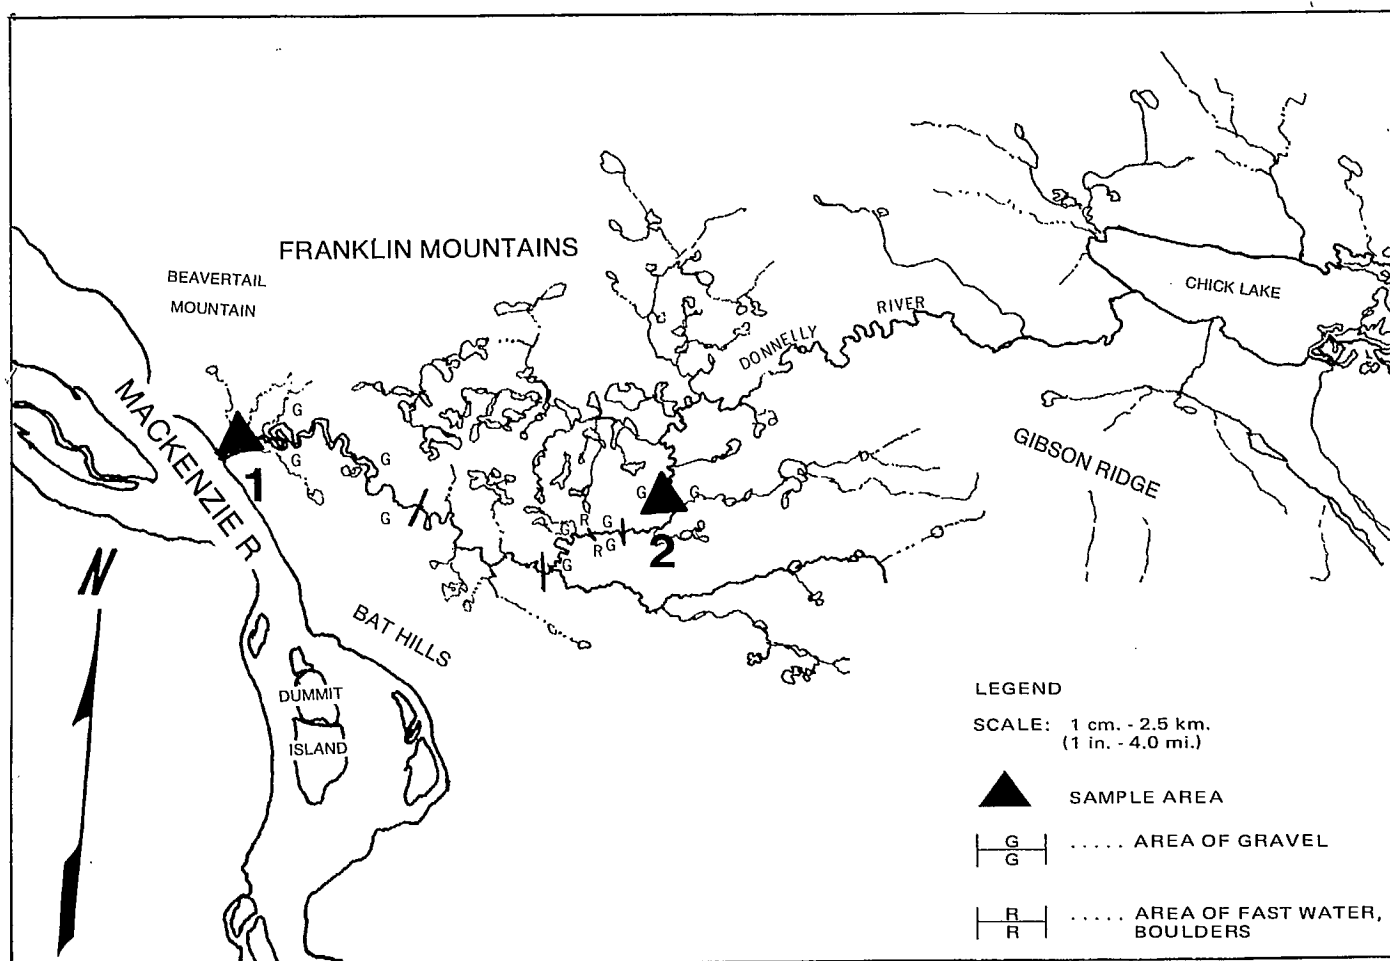 FRANKLIN MOUNTAINS
BEAVERTAIL
MOUNTAIN
CHICK LAKE
DONNELLY RIVER
MACKENZIE R
GIBSON RIDGE
G
G
G
G
1
G
G
2
G
R
G
R
G
G
N
BAT HILLS
DUMMIT
ISLAND
LEGEND
SCALE: 1 cm. - 2.5 km.
(1 in. - 4.0 mi.)
SAMPLE AREA
G
G
..... AREA OF GRAVEL
R
R
..... AREA OF FAST WATER,
BOULDERS